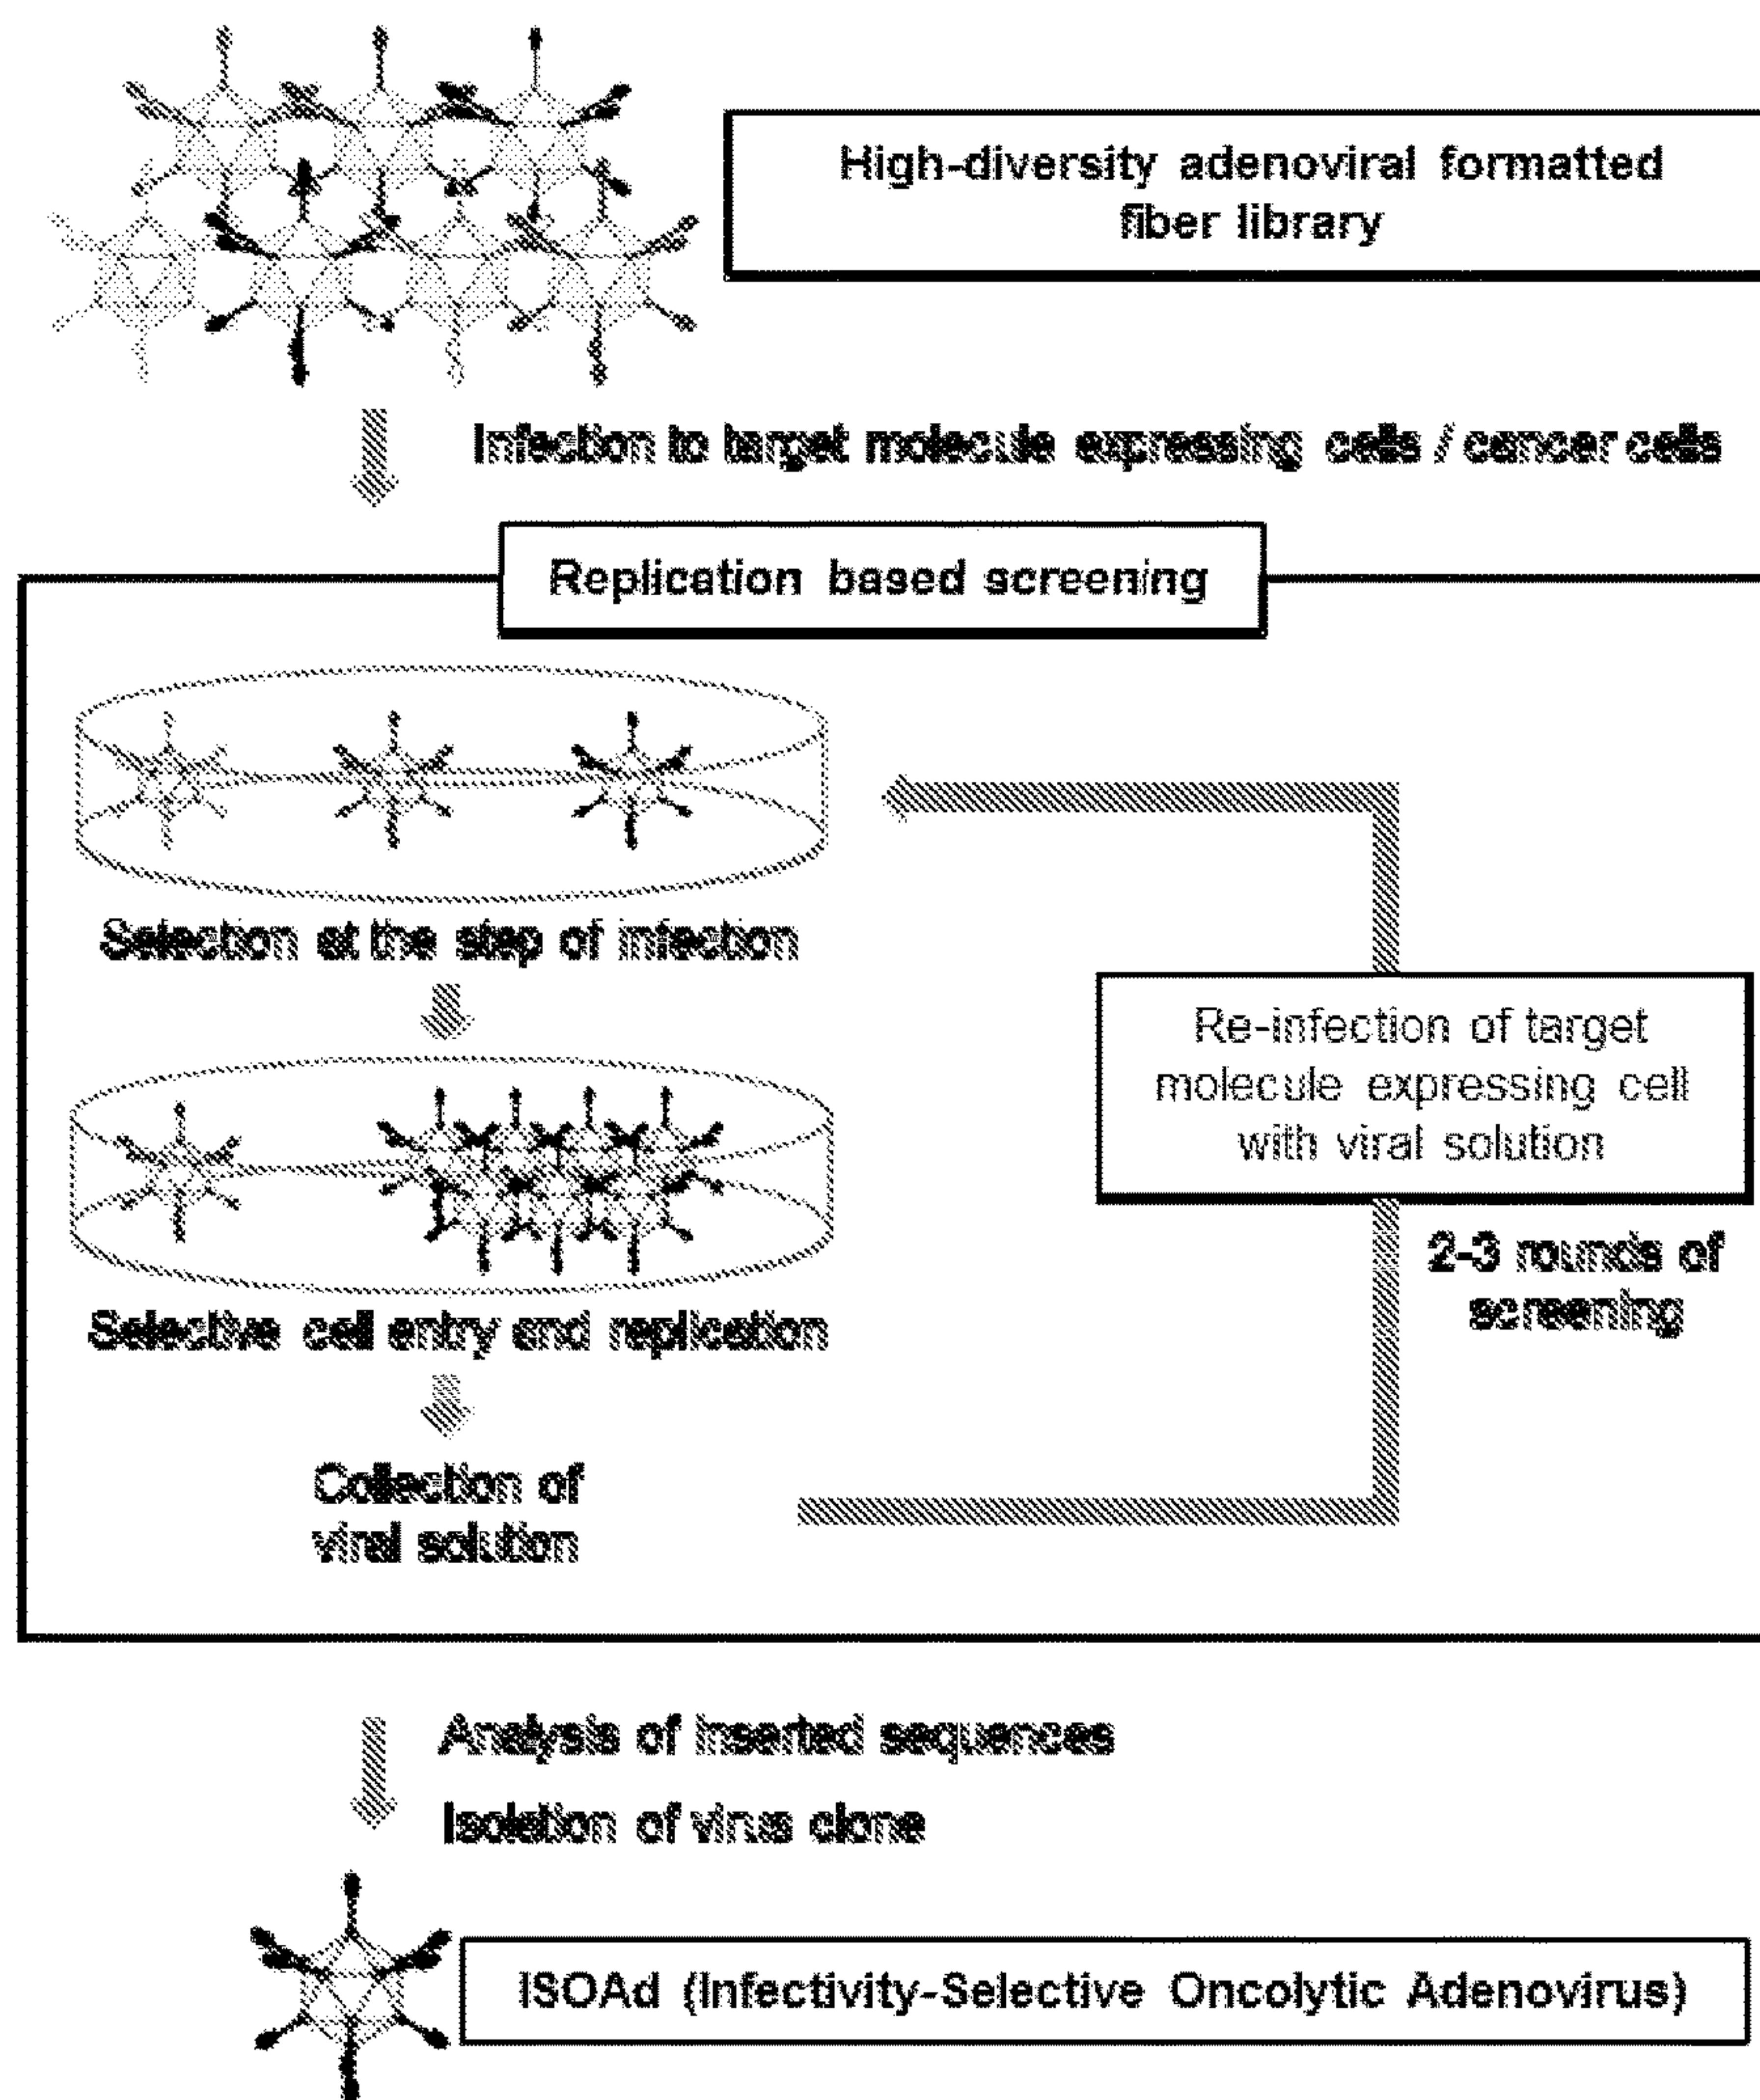 High-diversity adenoviral formatted
fiber library
Infection to target molecule expressing cells / cancer cells
Replication based screening
Selection at the step of infection
Selective cell entry and replication
Collection of
viral solution
Re-infection of target
molecule expressing cell
with viral solution
2-3 rounds of
screening
Analysis of inserted sequences
Isolation of virus clone
ISOAd (Infectivity-Selective Oncolytic Adenovirus)